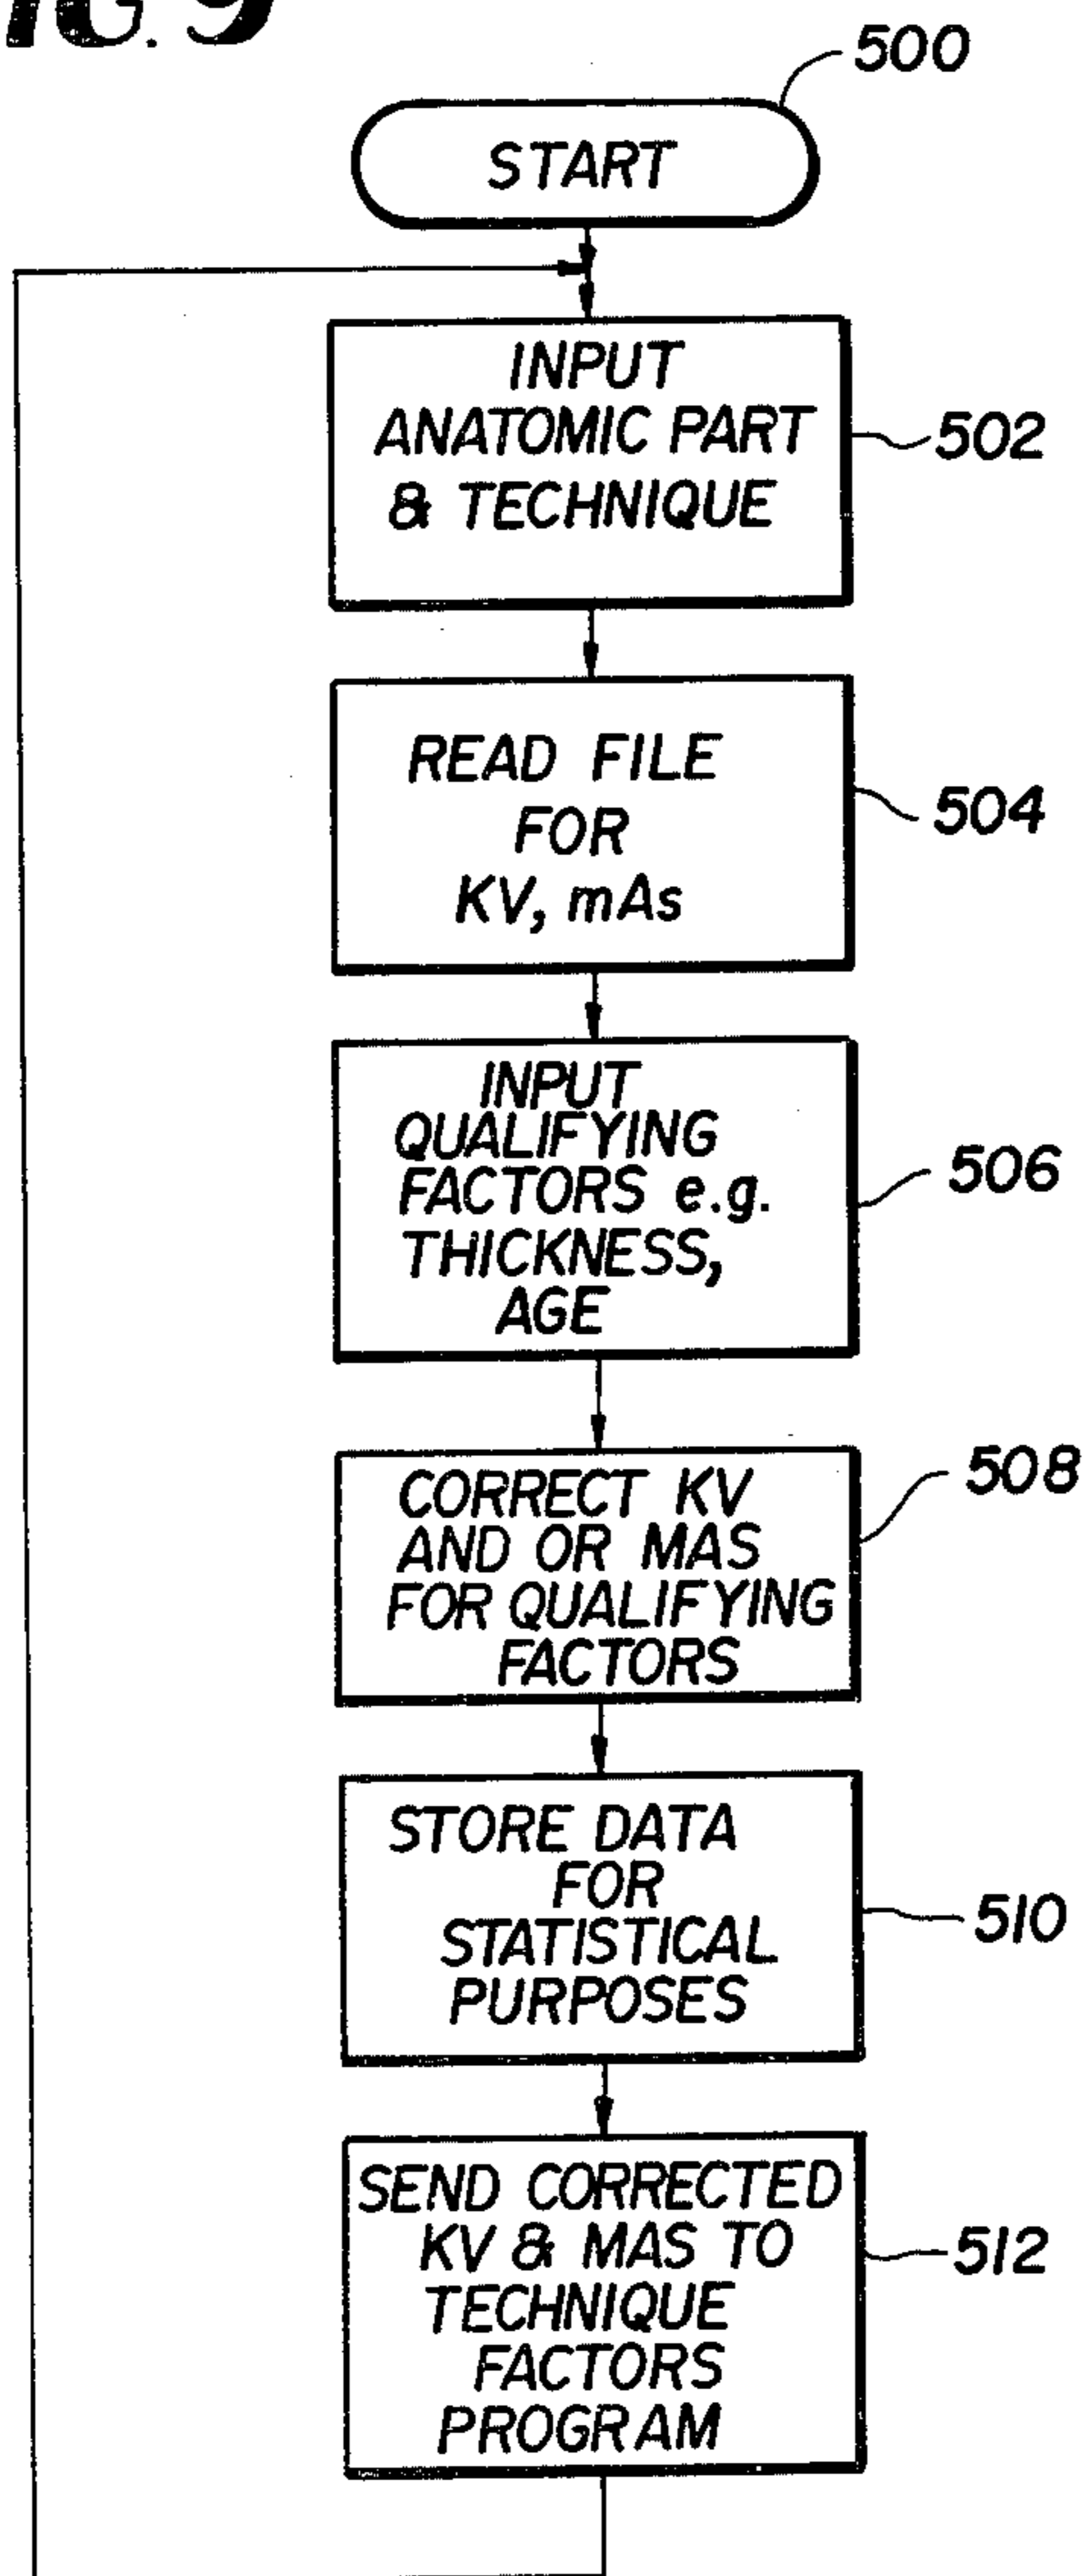 FIG. 9
500
START
INPUT
ANATOMIC PART
& TECHNIQUE
502
READ FILE
FOR
KV, mAs
504
INPUT
QUALIFYING
FACTORS e.g.
THICKNESS,
AGE
506
CORRECT KV
AND OR MAS
FOR QUALIFYING
FACTORS
508
STORE DATA
FOR
STATISTICAL
PURPOSES
510
SEND CORRECTED
KV & MAS TO
TECHNIQUE
FACTORS
PROGRAM
512